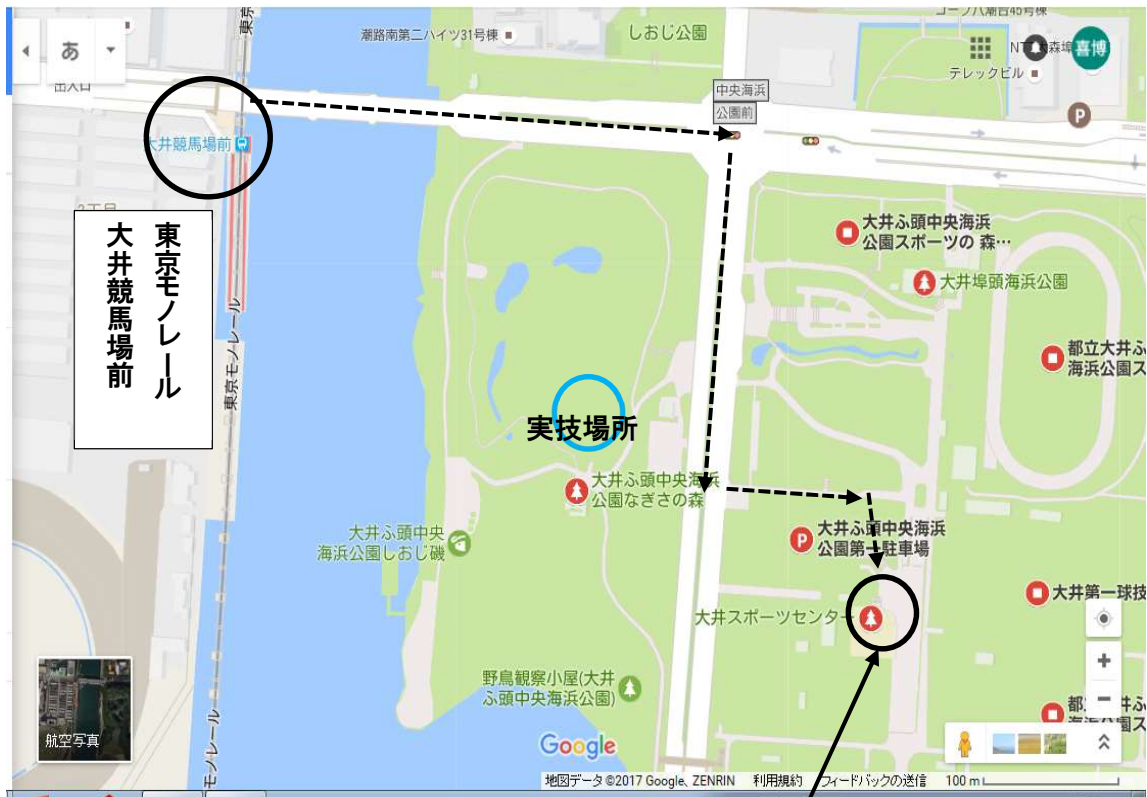 コープ八潮台45号棟
あ
東京
潮路南第二ハイツ31号棟
しおじ公園
喜博
テレックビル
出入口
中央海浜
公園前
P
大井競馬場前
2丁目
東京モノレール
大井競馬場前
大井ふ頭中央海浜
公園スポーツの 森…
大井埠頭海浜公園
都立大井ふ
海浜公園ス
東京モノレール
実技場所
大井ふ頭中央海浜
公園なぎさの森
大井ふ頭中央
海浜公園しおじ磯
P
大井ふ頭中央海浜
公園第一駐車場
大井第一球技
大井スポーツセンター
野鳥観察小屋(大井
ふ頭中央海浜公園)
航空写真
モノレール
Google
地図データ ©2017 Google, ZENRIN 利用規約 フィードバックの送信 100 m